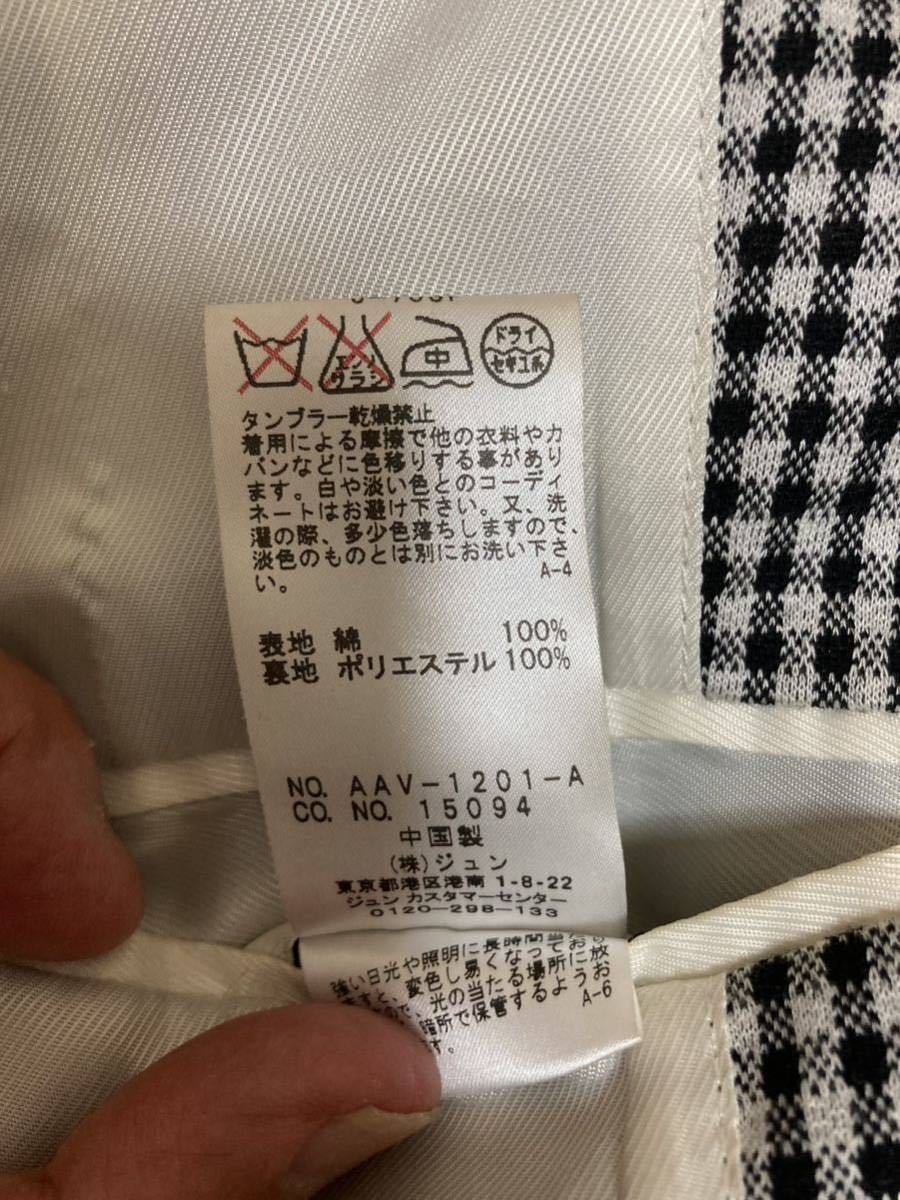 エンソ
サラシ
中
ドライ
セキユ系
タンブラー乾燥禁止
着用による摩擦で他の衣料やカ
バンなどに色移りする事があり
ます。白や淡い色とのコーディ
ネートはお避け下さい。又、洗
濯の際、多少色落ちしますので、
淡色のものとは別にお洗い下さ
い。
A-4
表地 綿 100%
裏地 ポリエステル 100%
NO. AAV-1201-A
CO. NO. 15094
中国製
(株)ジュン
東京都港区港南 1-8-22
ジュン カスタマーセンター
0120-298-133
強い日光や照明に長時間当て
変色し易くなって
光の当たる場所に
暗所で保管するようお
A-6